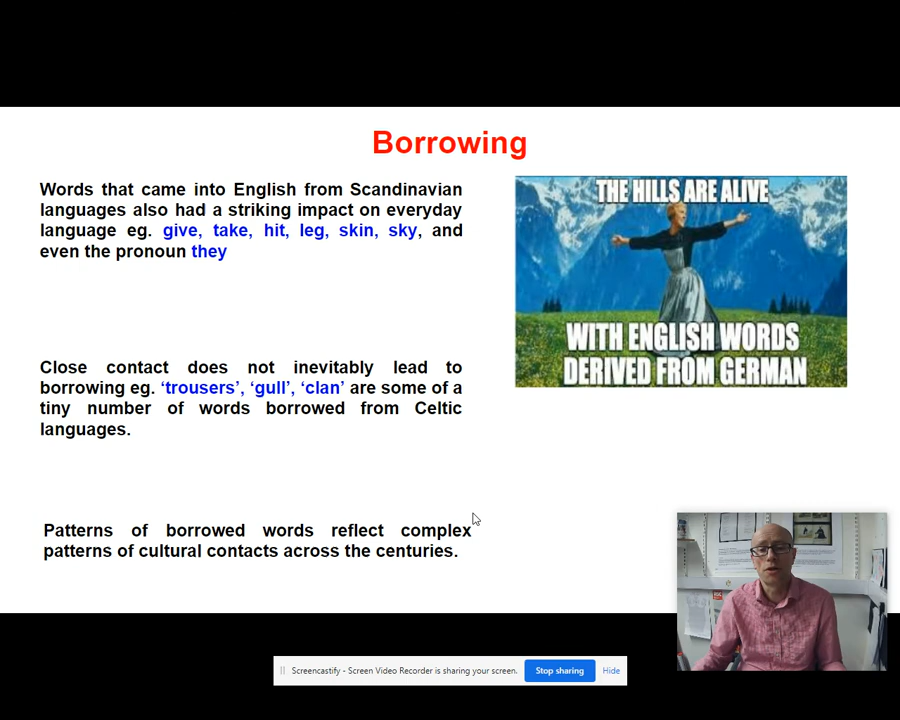 Borrowing
Words that came into English from Scandinavian
languages also had a striking impact on everyday
language eg. give, take, hit, leg, skin, sky, and
even the pronoun they
THE HILLS ARE ALIVE
WITH ENGLISH WORDS
DERIVED FROM GERMAN
Close contact does not inevitably lead to
borrowing eg. ‘trousers’, ‘gull’, ‘clan’ are some of a
tiny number of words borrowed from Celtic
languages.
Patterns of borrowed words reflect complex
patterns of cultural contacts across the centuries.
Screencastify - Screen Video Recorder is sharing your screen.
Stop sharing
Hide